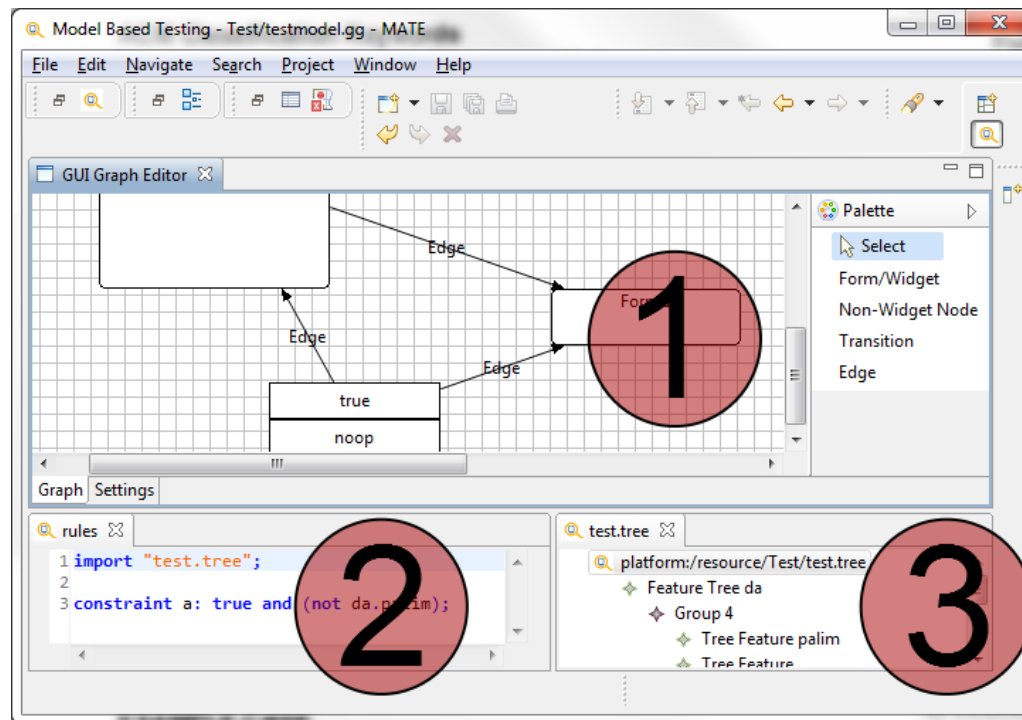 Model Based Testing - Test/testmodel.gg - MATE
File Edit Navigate Search Project Window Help
GUI Graph Editor
Palette
Select
Form/Widget
Non-Widget Node
Transition
Edge
Edge
Edge
Edge
true
noop
1
Graph Settings
rules
1 import "test.tree";
2
3 constraint a: true and (not da.palim);
2
test.tree
platform:/resource/Test/test.tree
Feature Tree da
Group 4
Tree Feature palim
Tree Feature
3